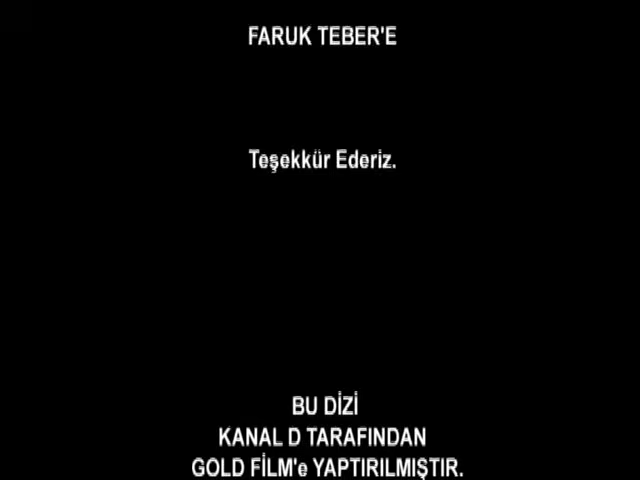 FARUK TEBER'E
Teşekkür Ederiz.
BU DİZİ
KANAL D TARAFINDAN
GOLD FİLM'e YAPTIRILMIŞTIR.